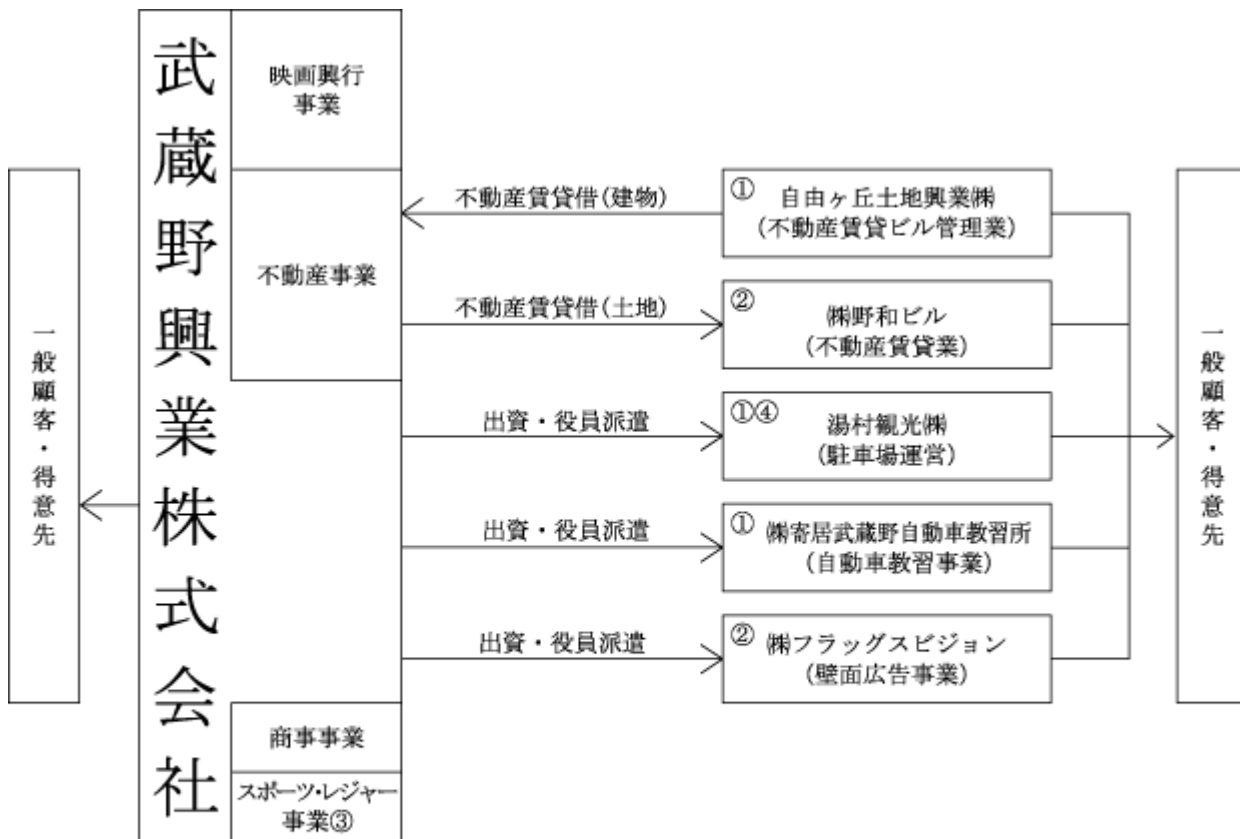 武蔵野興業株式会社
映画興行
事業
不動産事業
商事事業
スポーツ・レジャー
事業③
一般顧客・得意先
不動産賃貸借(建物)
不動産賃貸借(土地)
出資・役員派遣
出資・役員派遣
出資・役員派遣
① 自由ヶ丘土地興業㈱
(不動産賃貸ビル管理業)
② ㈱野和ビル
(不動産賃貸業)
①④ 湯村観光㈱
(駐車場運営)
① ㈱寄居武蔵野自動車教習所
(自動車教習事業)
② ㈱フラッグスビジョン
(壁面広告事業)
一般顧客・得意先